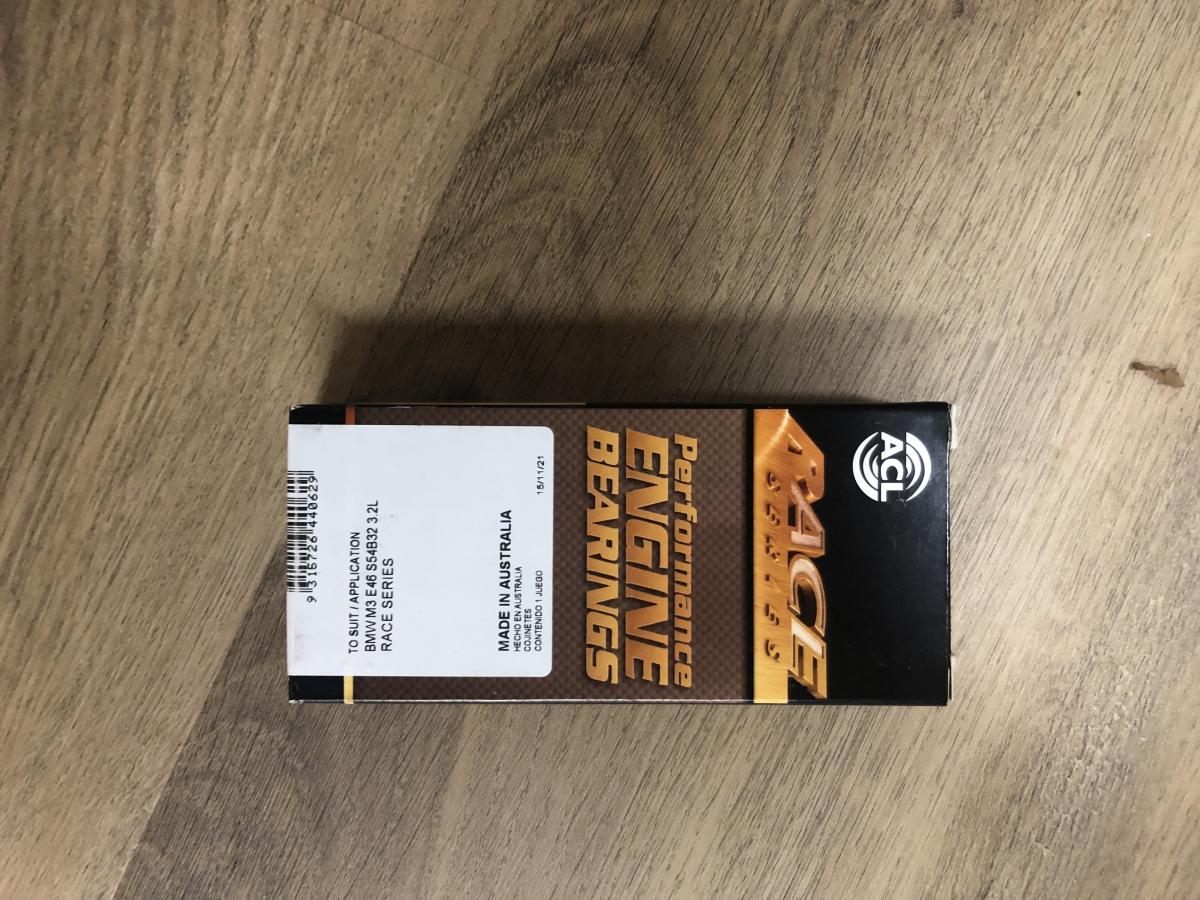 ACL
RACE
SERIES
Performance
ENGINE
BEARINGS
9 315726 440629
TO SUIT / APPLICATION
BMW M3 E46 S54B32 3.2L
RACE SERIES
MADE IN AUSTRALIA
HECHO EN AUSTRALIA
COJINETES
CONTENIDO 1 JUEGO 15/11/21